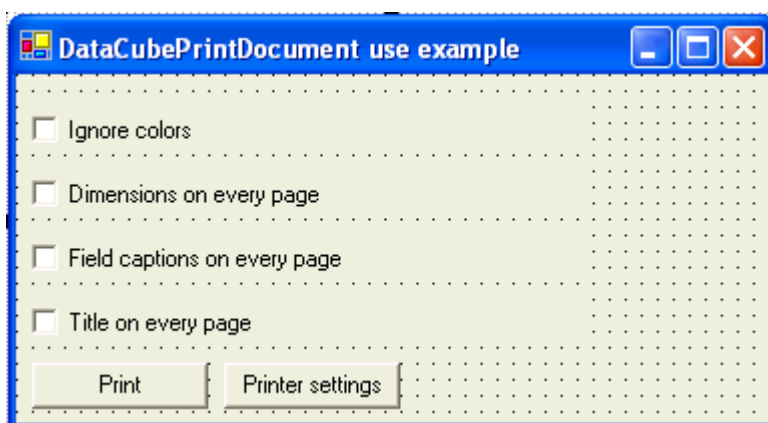 DataCubePrintDocument use example
Ignore colors
Dimensions on every page
Field captions on every page
Title on every page
Print Printer settings